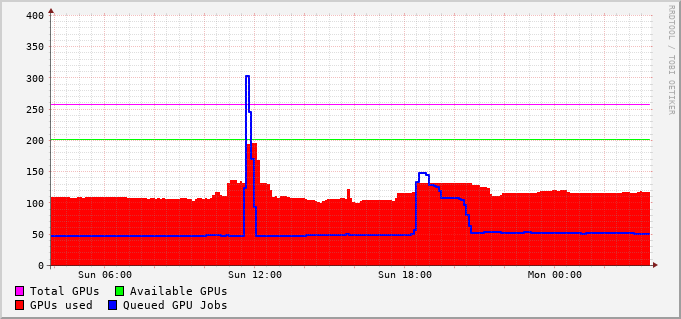 400
350
300
250
200
150
100
50
0
Sun 06:00 Sun 12:00 Sun 18:00 Mon 00:00
Total GPUs Available GPUs
GPUs used Queued GPU Jobs
RRDTOOL / TOBI OETIKER